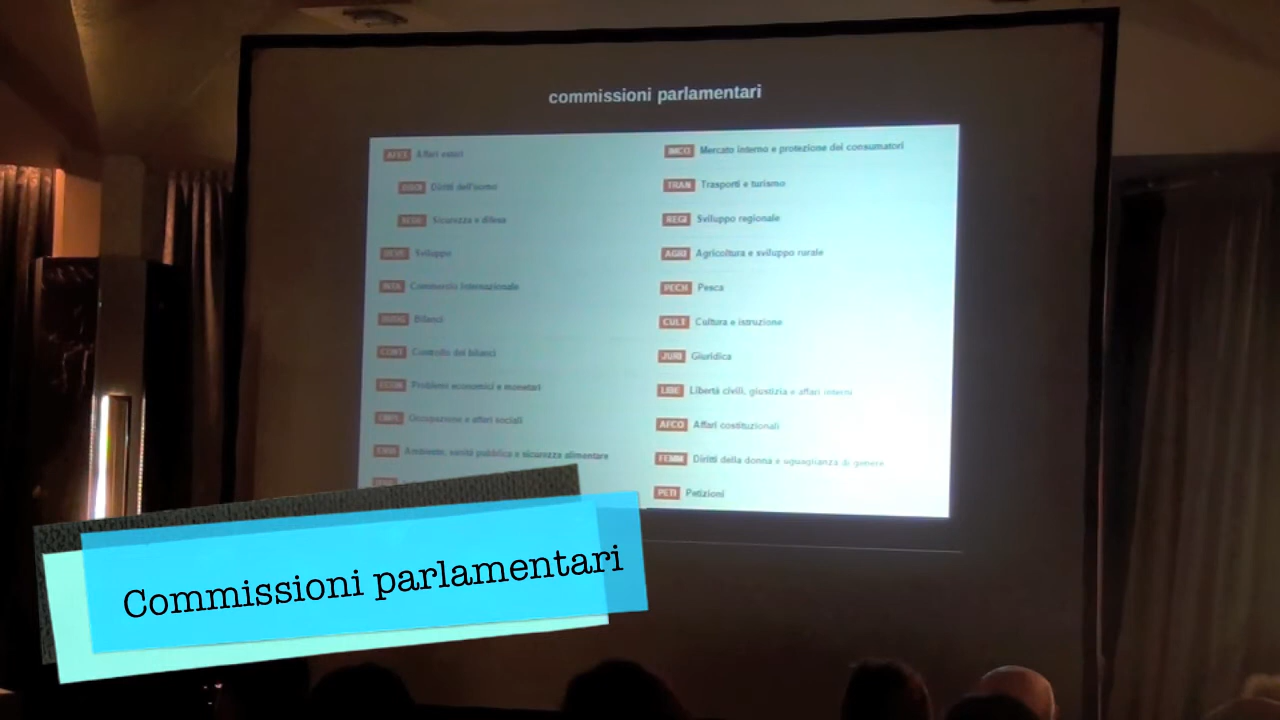 commissioni parlamentari
AFET Affari esteri
DROI Diritti dell'uomo
SEDE Sicurezza e difesa
DEVE Sviluppo
INTA Commercio internazionale
BUDG Bilanci
CONT Controllo dei bilanci
ECON Problemi economici e monetari
EMPL Occupazione e affari sociali
ENVI Ambiente, sanità pubblica e sicurezza alimentare
IMCO Mercato interno e protezione dei consumatori
TRAN Trasporti e turismo
REGI Sviluppo regionale
AGRI Agricoltura e sviluppo rurale
PECH Pesca
CULT Cultura e istruzione
JURI Giuridica
LIBE Libertà civili, giustizia e affari interni
AFCO Affari costituzionali
FEMM Diritti della donna e uguaglianza di genere
PETI Petizioni
Commissioni parlamentari